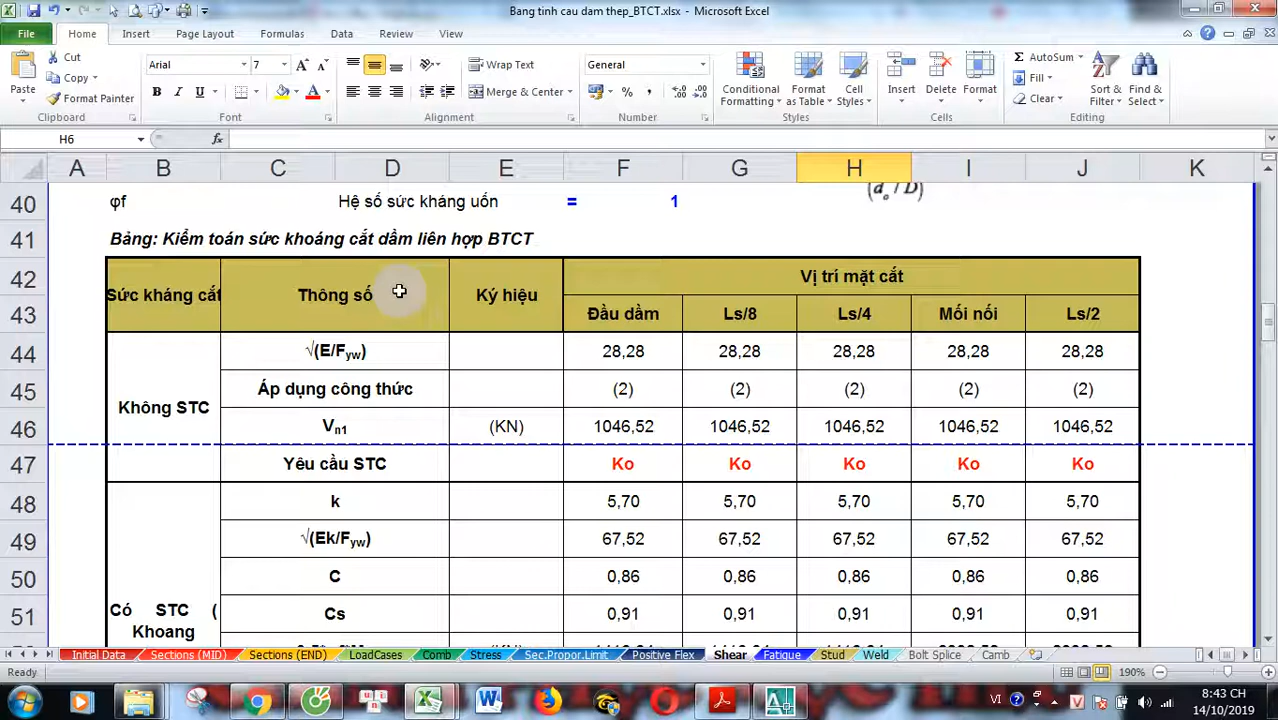 Bang tinh cau dam thep_BTCT.xlsx - Microsoft Excel
File Home Insert Page Layout Formulas Data Review View
Paste Cut Copy Format Painter Clipboard
Arial 7 B I U Font
Wrap Text Merge & Center Alignment
General % , Number
Conditional Formatting Format as Table Cell Styles Styles
Insert Delete Format Cells
Σ AutoSum Fill Clear Sort & Filter Find & Select Editing
H6 fx
A B C D E F G H I J K
40 φf Hệ số sức kháng uốn = 1
41 Bảng: Kiểm toán sức khoáng cắt dầm liên hợp BTCT
42 Sức kháng cắt Thông số Ký hiệu Vị trí mặt cắt
43 Đầu dầm Ls/8 Ls/4 Mối nối Ls/2
44 √(E/Fyw) 28,28 28,28 28,28 28,28 28,28
45 Không STC Áp dụng công thức (2) (2) (2) (2) (2)
46 Vn1 (KN) 1046,52 1046,52 1046,52 1046,52 1046,52
47 Yêu cầu STC Ko Ko Ko Ko Ko
48 k 5,70 5,70 5,70 5,70 5,70
49 √(Ek/Fyw) 67,52 67,52 67,52 67,52 67,52
50 C 0,86 0,86 0,86 0,86 0,86
51 Có STC ( Khoang Cs 0,91 0,91 0,91 0,91 0,91
Initial Data Sections (MID) Sections (END) LoadCases Comb Stress Sec.Propor.Limit Positive Flex Shear Fatigue Stud Weld Bolt Splice Camb
Ready 190%
VI 8:43 CH
14/10/2019